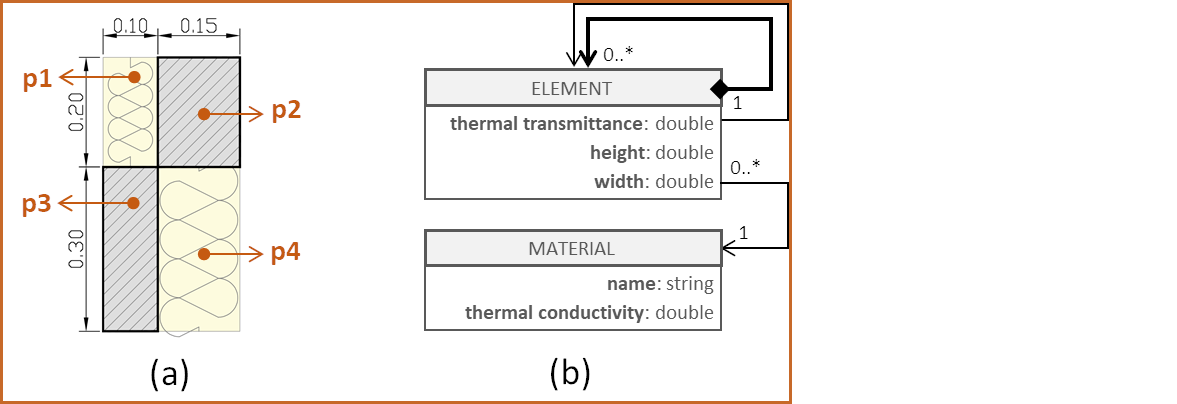 0.10 0.15
p1
0.20
p2
p3
0.30
p4
(a)
0..*
ELEMENT
1
thermal transmittance: double
height: double
0..*
width: double
1
MATERIAL
name: string
thermal conductivity: double
(b)